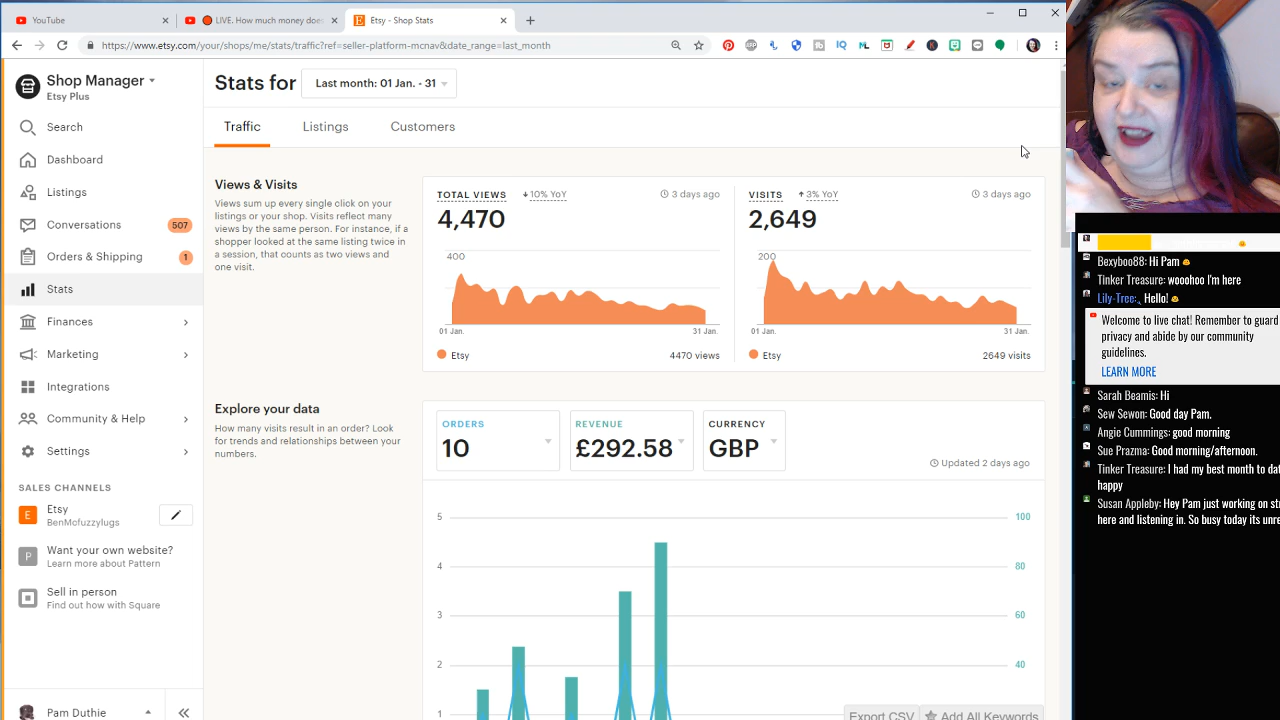 YouTube
LIVE. How much money doe
Etsy - Shop Stats
https://www.etsy.com/your/shops/me/stats/traffic?ref=seller-platform-mcnav&date_range=last_month
Shop Manager
Etsy Plus
Search
Dashboard
Listings
Conversations 507
Orders & Shipping 1
Stats
Finances
Marketing
Integrations
Community & Help
Settings
SALES CHANNELS
Etsy
BenMcfuzzylugs
Want your own website?
Learn more about Pattern
Sell in person
Find out how with Square
Pam Duthie
Stats for Last month: 01 Jan. - 31
Traffic Listings Customers
Views & Visits
Views sum up every single click on your
listings or your shop. Visits reflect many
views by the same person. For instance, if a
shopper looked at the same listing twice in
a session, that counts as two views and
one visit.
TOTAL VIEWS 10% YoY 3 days ago
4,470
400
01 Jan. 31 Jan.
Etsy 4470 views
VISITS 3% YoY 3 days ago
2,649
200
01 Jan. 31 Jan.
Etsy 2649 visits
Explore your data
How many visits result in an order? Look
for trends and relationships between your
numbers.
ORDERS
10
REVENUE
£292.58
CURRENCY
GBP
Updated 2 days ago
5 100
4 80
3 60
2 40
1
Export CSV Add All Keywords
Bexyboo88: Hi Pam
Tinker Treasure: wooohoo I'm here
Lily-Tree: Hello!
Welcome to live chat! Remember to guard
privacy and abide by our community
guidelines.
LEARN MORE
Sarah Beamis: Hi
Sew Sewon: Good day Pam.
Angie Cummings: good morning
Sue Prazma: Good morning/afternoon.
Tinker Treasure: I had my best month to dat
happy
Susan Appleby: Hey Pam just working on st
here and listening in. So busy today its unre